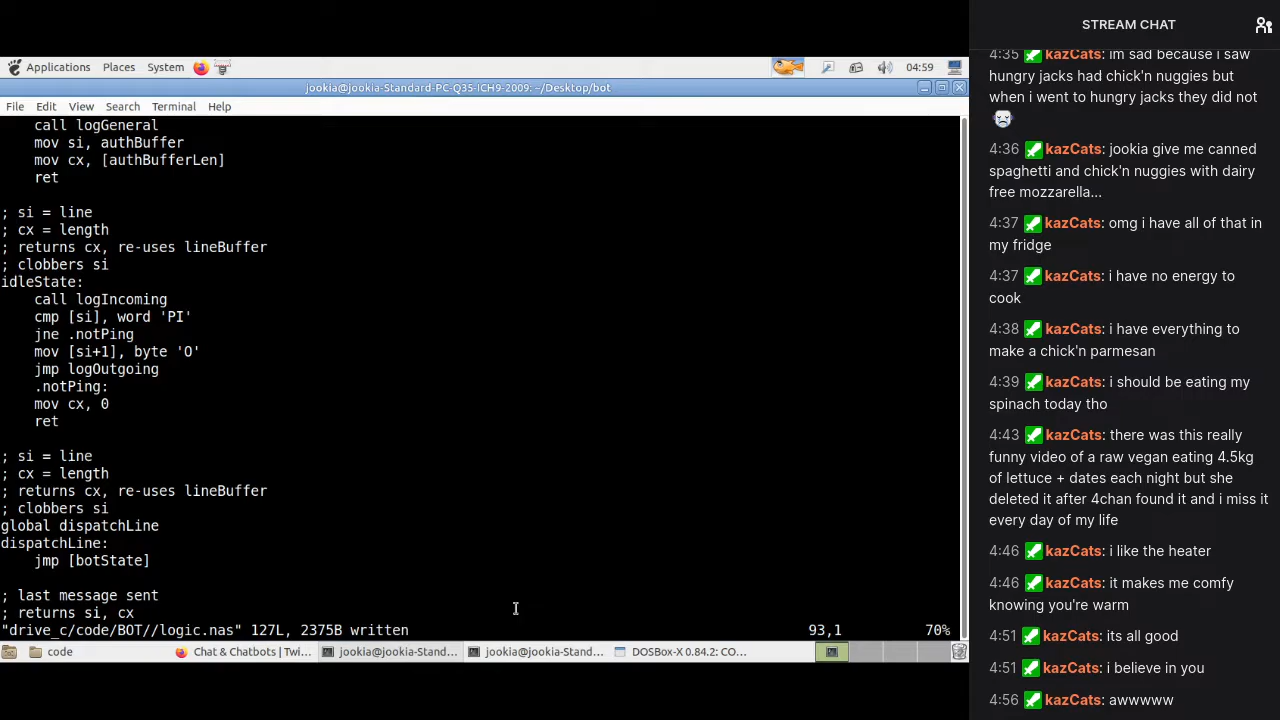 STREAM CHAT
Applications Places System 04:59
jookia@jookia-Standard-PC-Q35-ICH9-2009: ~/Desktop/bot
File Edit View Search Terminal Help
call logGeneral
mov si, authBuffer
mov cx, [authBufferLen]
ret
; si = line
; cx = length
; returns cx, re-uses lineBuffer
; clobbers si
idleState:
call logIncoming
cmp [si], word 'PI'
jne .notPing
mov [si+1], byte 'O'
jmp logOutgoing
.notPing:
mov cx, 0
ret
; si = line
; cx = length
; returns cx, re-uses lineBuffer
; clobbers si
global dispatchLine
dispatchLine:
jmp [botState]
; last message sent
; returns si, cx
"drive_c/code/BOT//logic.nas" 127L, 2375B written 93,1 70%
code Chat & Chatbots | Twi... jookia@jookia-Stand... jookia@jookia-Stand... DOSBox-X 0.84.2: CO...
4:35 kazCats: im sad because i saw
hungry jacks had chick'n nuggies but
when i went to hungry jacks they did not
4:36 kazCats: jookia give me canned
spaghetti and chick'n nuggies with dairy
free mozzarella...
4:37 kazCats: omg i have all of that in
my fridge
4:37 kazCats: i have no energy to
cook
4:38 kazCats: i have everything to
make a chick'n parmesan
4:39 kazCats: i should be eating my
spinach today tho
4:43 kazCats: there was this really
funny video of a raw vegan eating 4.5kg
of lettuce + dates each night but she
deleted it after 4chan found it and i miss it
every day of my life
4:46 kazCats: i like the heater
4:46 kazCats: it makes me comfy
knowing you're warm
4:51 kazCats: its all good
4:51 kazCats: i believe in you
4:56 kazCats: awwwww